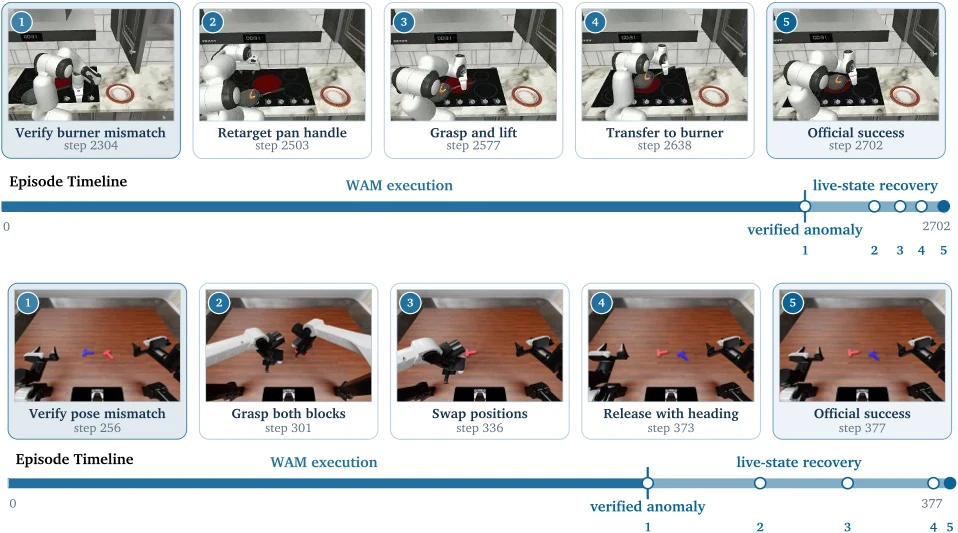 1
2
3
4
5
Verify burner mismatch
step 2304
Retarget pan handle
step 2503
Grasp and lift
step 2577
Transfer to burner
step 2638
Official success
step 2702
Episode Timeline
WAM execution
live-state recovery
0
verified anomaly
2702
1
2
3
4
5
1
2
3
4
5
Verify pose mismatch
step 256
Grasp both blocks
step 301
Swap positions
step 336
Release with heading
step 373
Official success
step 377
Episode Timeline
WAM execution
live-state recovery
0
verified anomaly
377
1
2
3
4
5